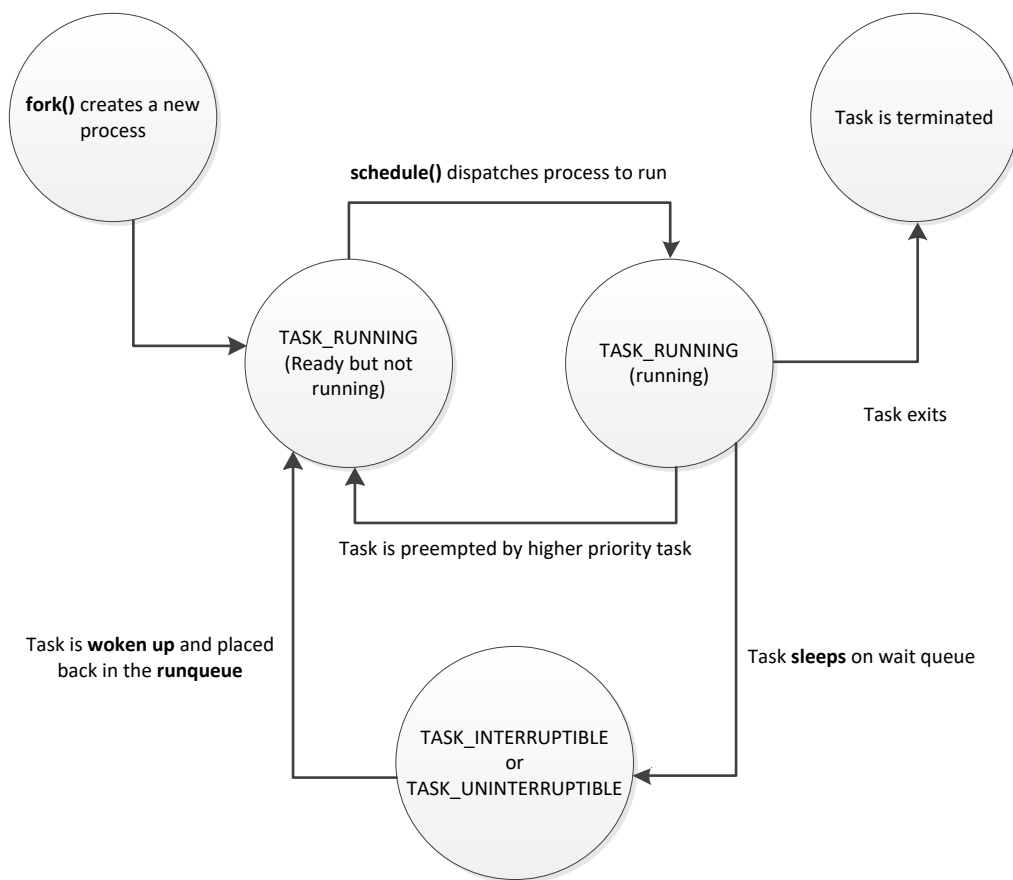 fork() creates a new
process
Task is terminated
schedule() dispatches process to run
TASK_RUNNING
(Ready but not
running)
TASK_RUNNING
(running)
Task exits
Task is preempted by higher priority task
Task is woken up and placed
back in the runqueue
Task sleeps on wait queue
TASK_INTERRUPTIBLE
or
TASK_UNINTERRUPTIBLE